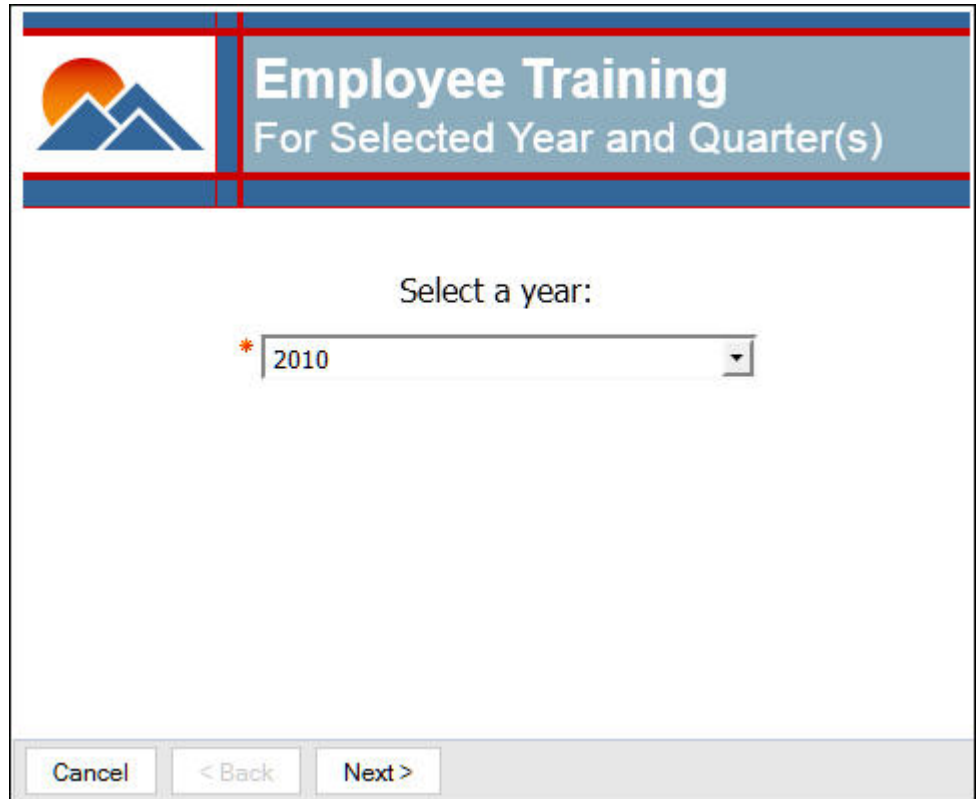 Employee Training
For Selected Year and Quarter(s)
Select a year:
* 2010
Cancel < Back Next >